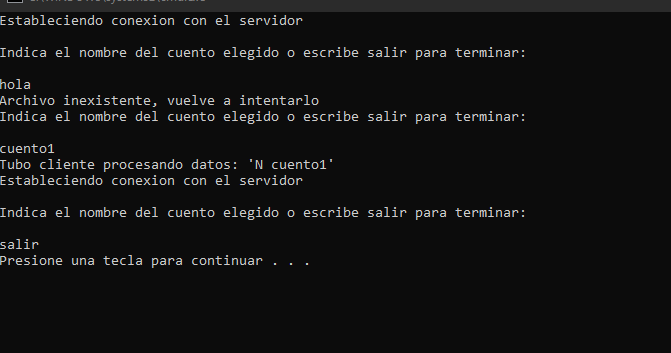 Estableciendo conexion con el servidor
Indica el nombre del cuento elegido o escribe salir para terminar:
hola
Archivo inexistente, vuelve a intentarlo
Indica el nombre del cuento elegido o escribe salir para terminar:
cuento1
Tubo cliente procesando datos: 'N cuento1'
Estableciendo conexion con el servidor
Indica el nombre del cuento elegido o escribe salir para terminar:
salir
Presione una tecla para continuar . . .